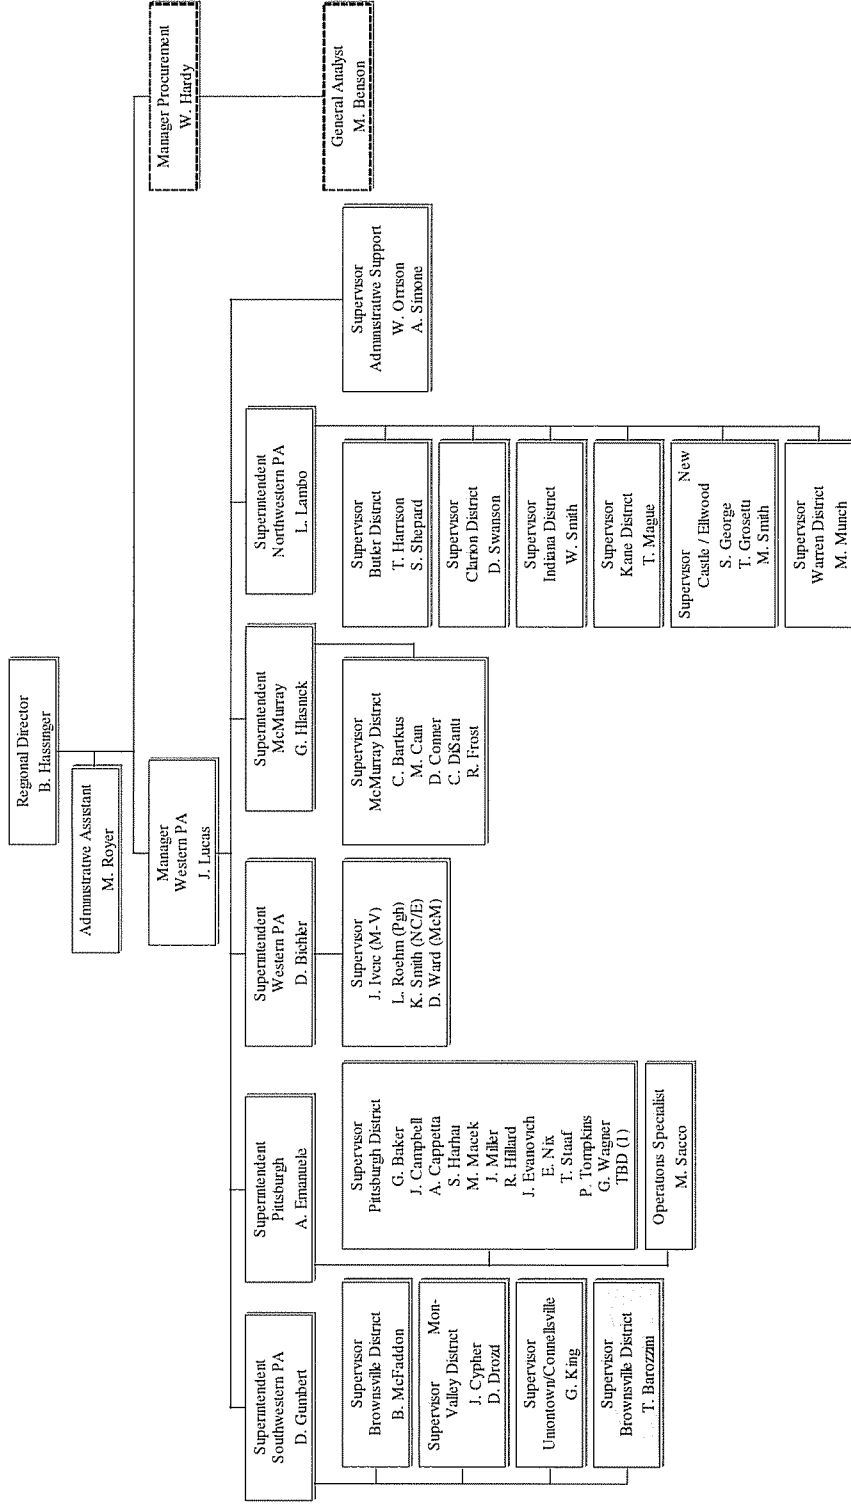 Regional Director
B. Hassinger
Administrative Assistant
M. Royer
Manager
Western PA
J. Lucas
Manager Procurement
W. Hardy
General Analyst
M. Benson
Superintendent
Southwestern PA
D. Gumbert
Supervisor
Brownsville District
B. McFaddon
Supervisor Mon-
Valley District
J. Cypher
D. Drozd
Supervisor
Uniontown/Connellsville
G. King
Supervisor
Brownsville District
T. Barozzini
Superintendent
Pittsburgh
A. Emanuele
Supervisor
Pittsburgh District
G. Baker
J. Campbell
A. Cappetta
S. Harhai
M. Macek
J. Miller
R. Hillard
J. Evanovich
E. Nix
T. Staaf
P. Tompkins
G. Wagner
TBD (1)
Operations Specialist
M. Sacco
Superintendent
Western PA
D. Bichler
Supervisor
J. Ivcic (M-V)
L. Roehm (Pgh)
K. Smith (NC/E)
D. Ward (McM)
Superintendent
McMurray
G. Hlasnick
Supervisor
McMurray District
C. Bartkus
M. Cain
D. Conner
C. DiSanti
R. Frost
Superintendent
Northwestern PA
L. Lambo
Supervisor
Butler District
T. Harrison
S. Shepard
Supervisor
Clarion District
D. Swanson
Supervisor
Indiana District
W. Smith
Supervisor
Kane District
T. Mague
Supervisor New
Castle / Ellwood
S. George
T. Grosetti
M. Smith
Supervisor
Warren District
M. Munch
Supervisor
Administrative Support
W. Orrison
A. Simone